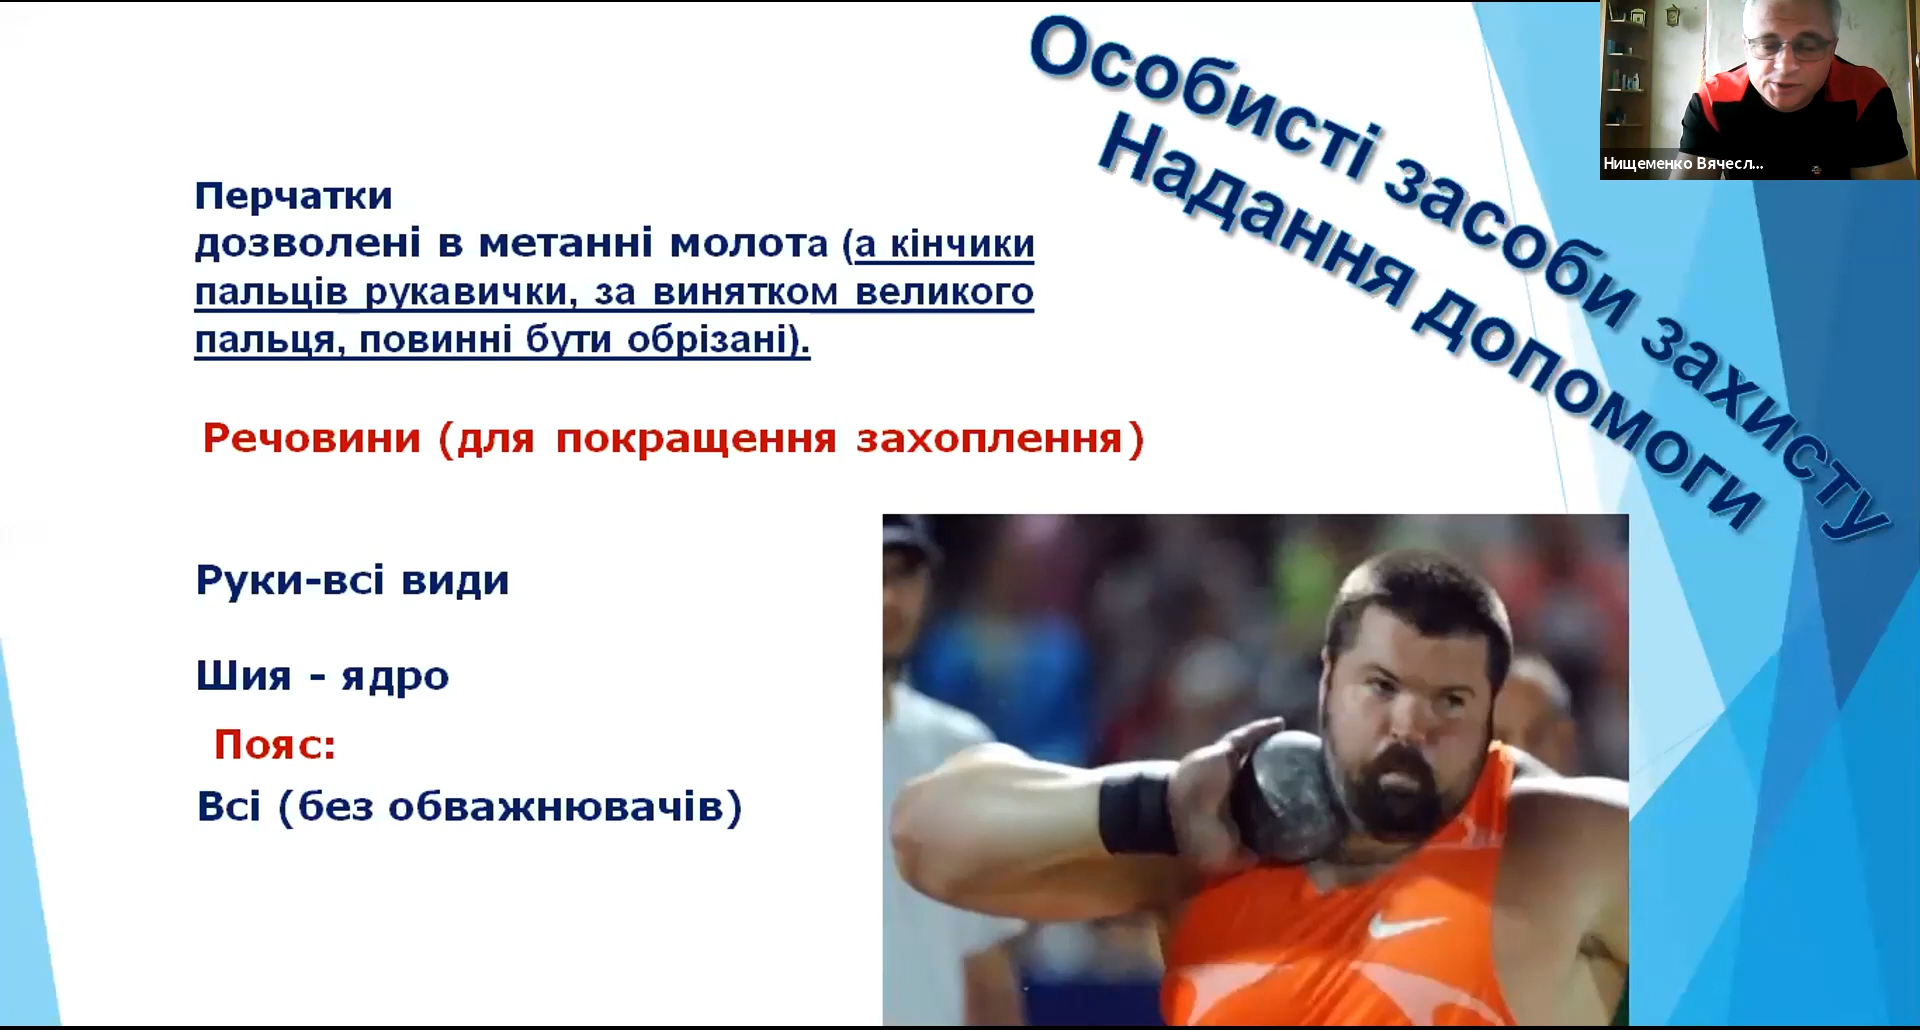 Особисті засоби захисту
Надання допомоги
Нищеменко Вячесл...
Перчатки
дозволені в метанні молота (а кінчики
пальців рукавички, за винятком великого
пальця, повинні бути обрізані).
Речовини (для покращення захоплення)
Руки-всі види
Шия - ядро
Пояс:
Всі (без обважнювачів)